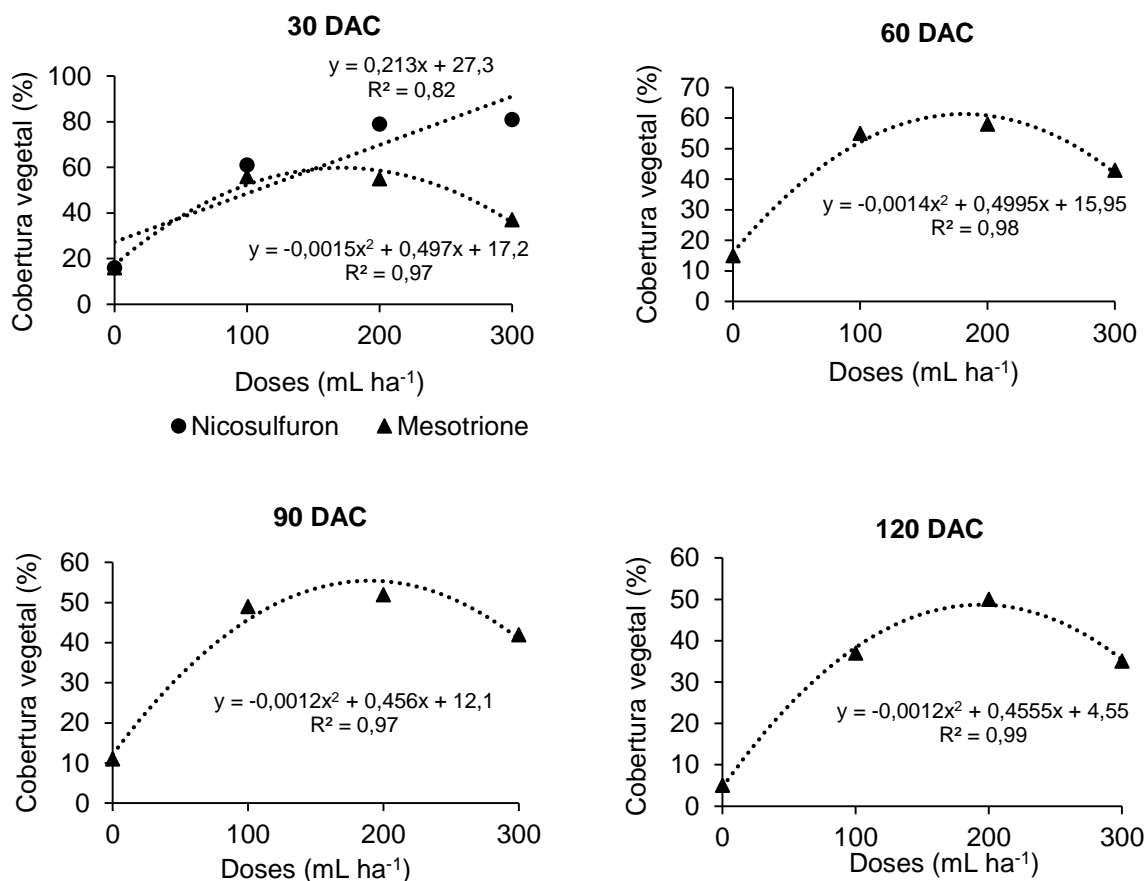 30 DAC
Cobertura vegetal (%)
100
80
60
40
20
0
y = 0,213x + 27,3
R² = 0,82
y = -0,0015x² + 0,497x + 17,2
R² = 0,97
0 100 200 300
Doses (mL ha⁻¹)
Nicosulfuron Mesotrione
60 DAC
Cobertura vegetal (%)
70
60
50
40
30
20
10
0
y = -0,0014x² + 0,4995x + 15,95
R² = 0,98
0 100 200 300
Doses (mL ha⁻¹)
90 DAC
Cobertura vegetal (%)
60
50
40
30
20
10
0
y = -0,0012x² + 0,456x + 12,1
R² = 0,97
0 100 200 300
Doses (mL ha⁻¹)
120 DAC
Cobertura vegetal (%)
60
50
40
30
20
10
0
y = -0,0012x² + 0,4555x + 4,55
R² = 0,99
0 100 200 300
Doses (mL ha⁻¹)